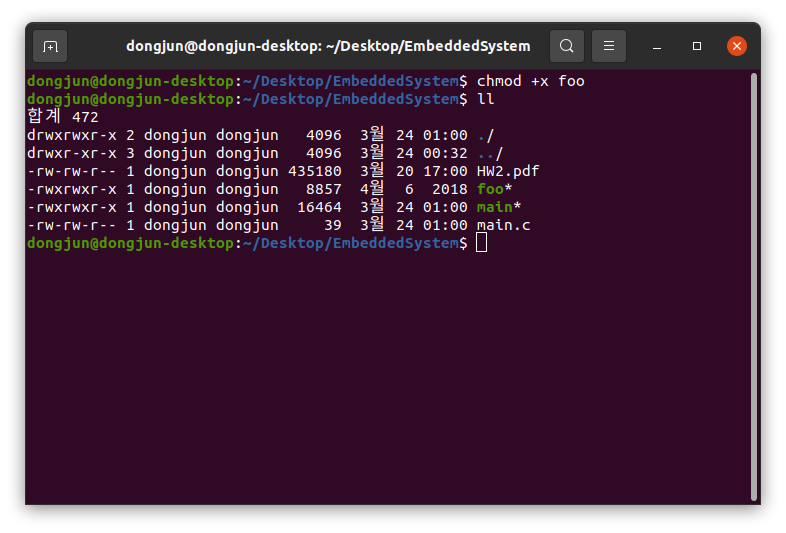 dongjun@dongjun-desktop: ~/Desktop/EmbeddedSystem
dongjun@dongjun-desktop:~/Desktop/EmbeddedSystem$ chmod +x foo
dongjun@dongjun-desktop:~/Desktop/EmbeddedSystem$ ll
합계 472
drwxrwxr-x 2 dongjun dongjun   4096  3월 24 01:00 ./
drwxr-xr-x 3 dongjun dongjun   4096  3월 24 00:32 ../
-rw-rw-r-- 1 dongjun dongjun 435180  3월 20 17:00 HW2.pdf
-rwxrwxr-x 1 dongjun dongjun   8857  4월  6  2018 foo*
-rwxrwxr-x 1 dongjun dongjun  16464  3월 24 01:00 main*
-rw-rw-r-- 1 dongjun dongjun     39  3월 24 01:00 main.c
dongjun@dongjun-desktop:~/Desktop/EmbeddedSystem$